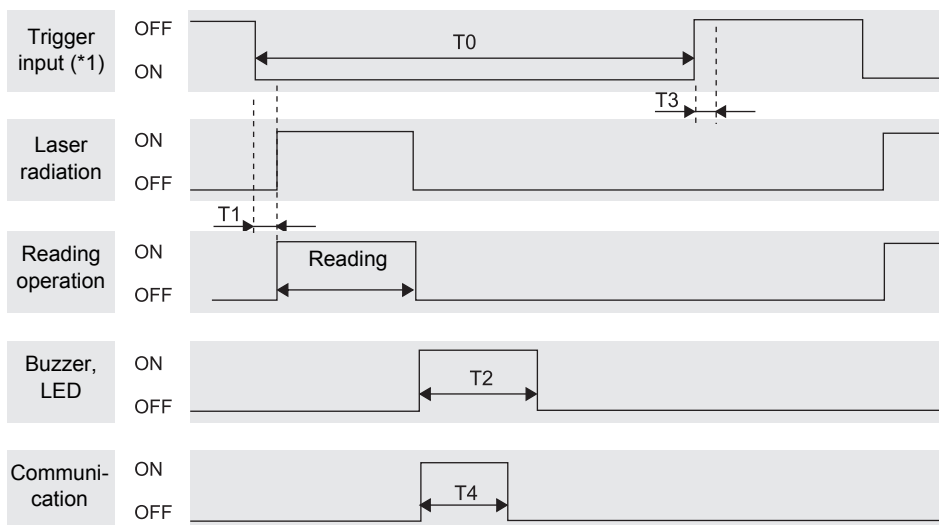 Trigger
input (*1)
OFF
ON
T0
T3
Laser
radiation
ON
OFF
T1
Reading
operation
ON
OFF
Reading
Buzzer,
LED
ON
OFF
T2
Communi-
cation
ON
OFF
T4